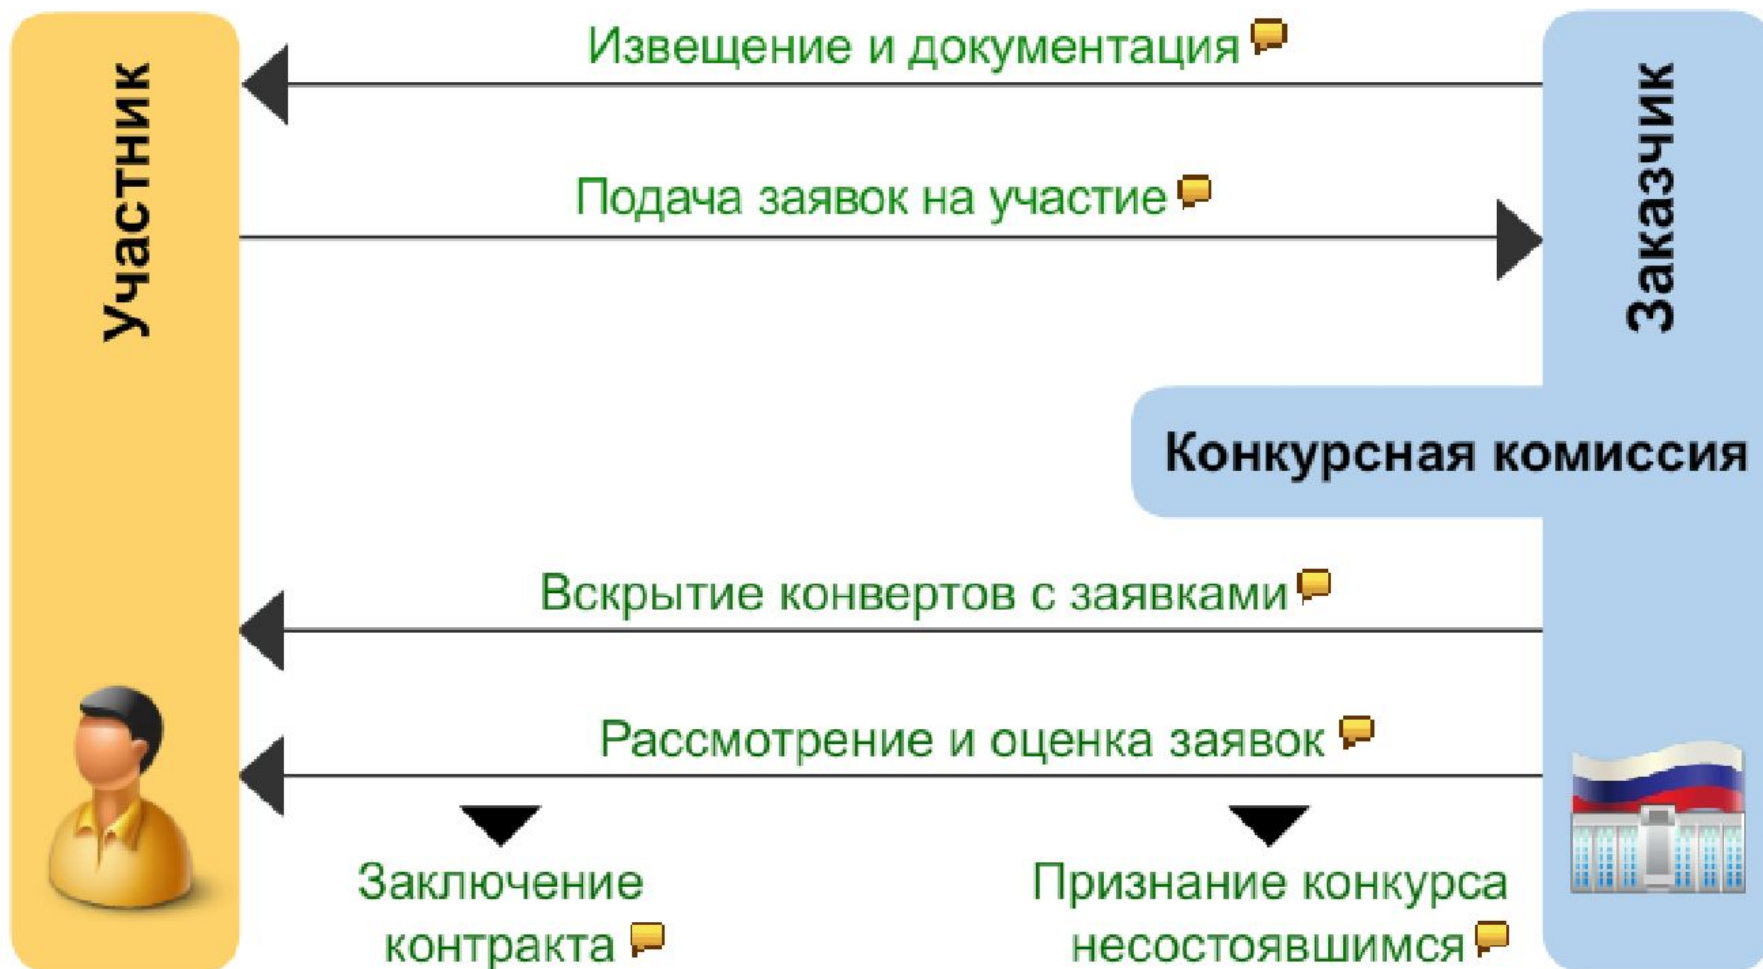 Участник
Извещение и документация
Заказчик
Подача заявок на участие
Конкурсная комиссия
Вскрытие конвертов с заявками
Рассмотрение и оценка заявок
Заключение
контракта
Признание конкурса
несостоявшимся